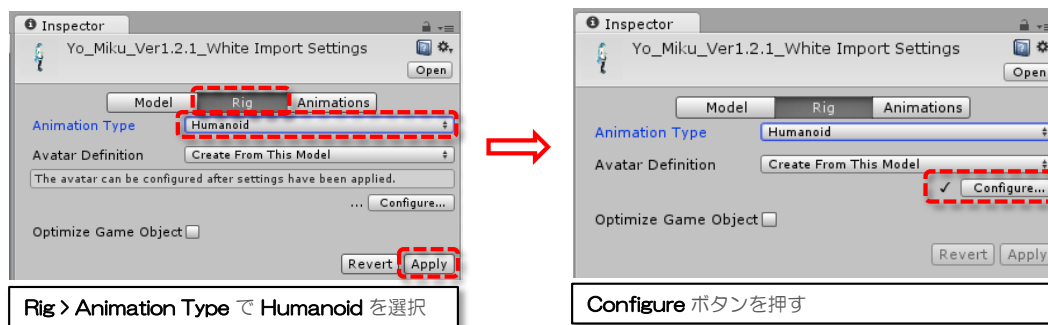 Inspector
Yo_Miku_Ver1.2.1_White Import Settings
Open
Model Rig Animations
Animation Type Humanoid
Avatar Definition Create From This Model
The avatar can be configured after settings have been applied.
... Configure...
Optimize Game Object
Revert Apply
Rig > Animation Type で Humanoid を選択
Inspector
Yo_Miku_Ver1.2.1_White Import Settings
Open
Model Rig Animations
Animation Type Humanoid
Avatar Definition Create From This Model
✓ Configure...
Optimize Game Object
Revert Apply
Configure ボタンを押す